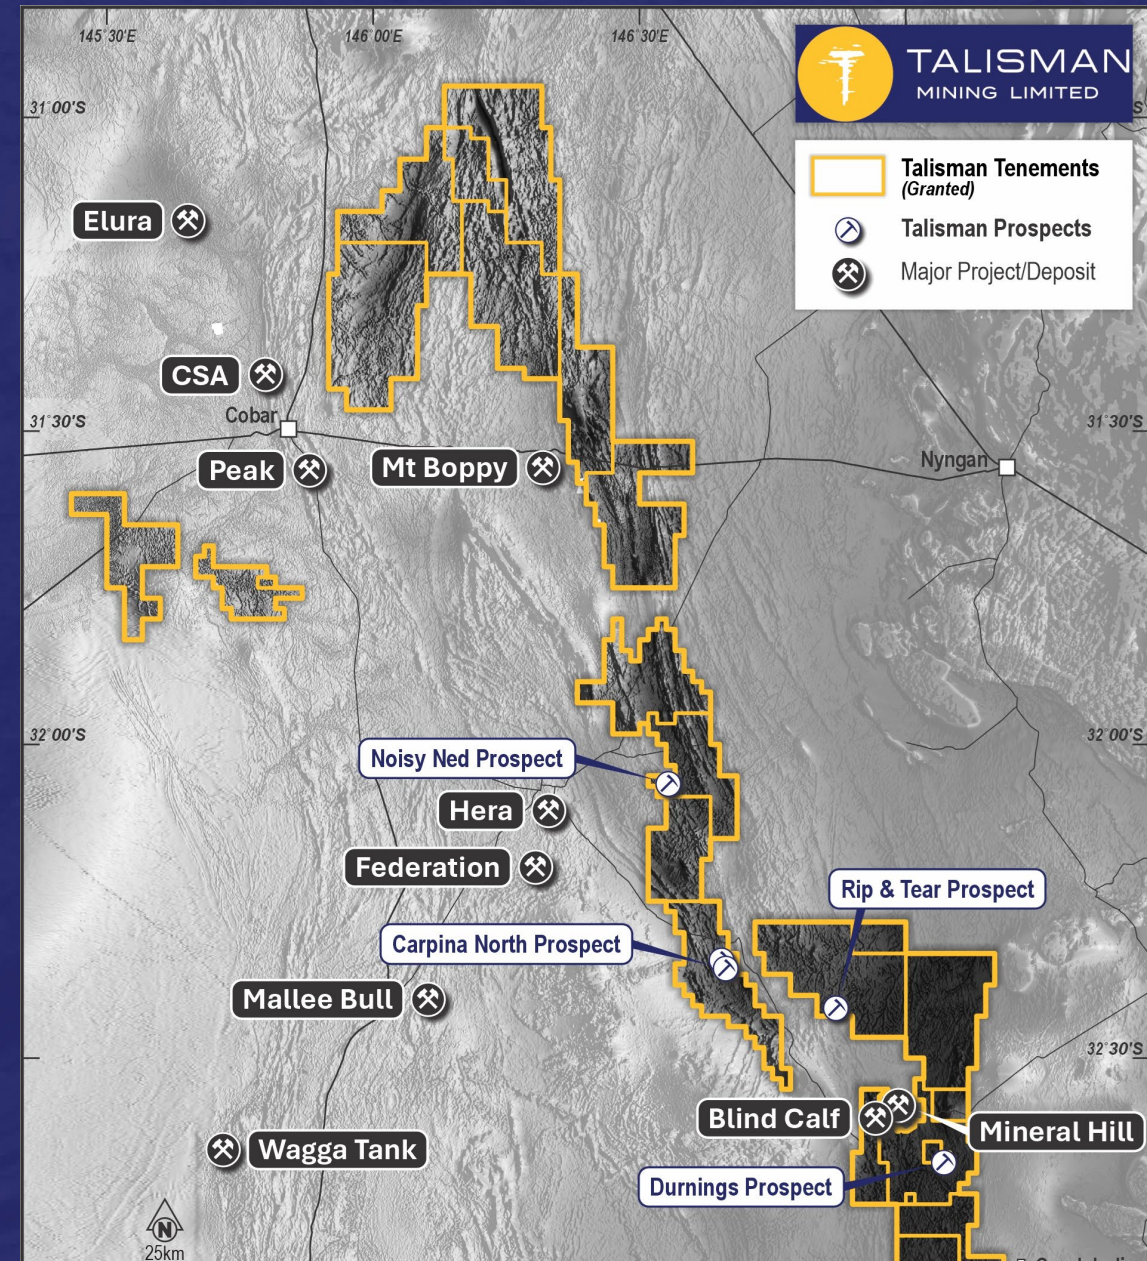 145°30'E
146°00'E
146°30'E
TALISMAN
MINING LIMITED
31°00'S
Talisman Tenements
(Granted)
Talisman Prospects
Major Project/Deposit
Elura
CSA
Cobar
31°30'S
31°30'S
Peak
Mt Boppy
Nyngan
32°00'S
32°00'S
Noisy Ned Prospect
Hera
Federation
Rip & Tear Prospect
Carpina North Prospect
Mallee Bull
32°30'S
Blind Calf
Mineral Hill
Wagga Tank
Durnings Prospect
N
25km